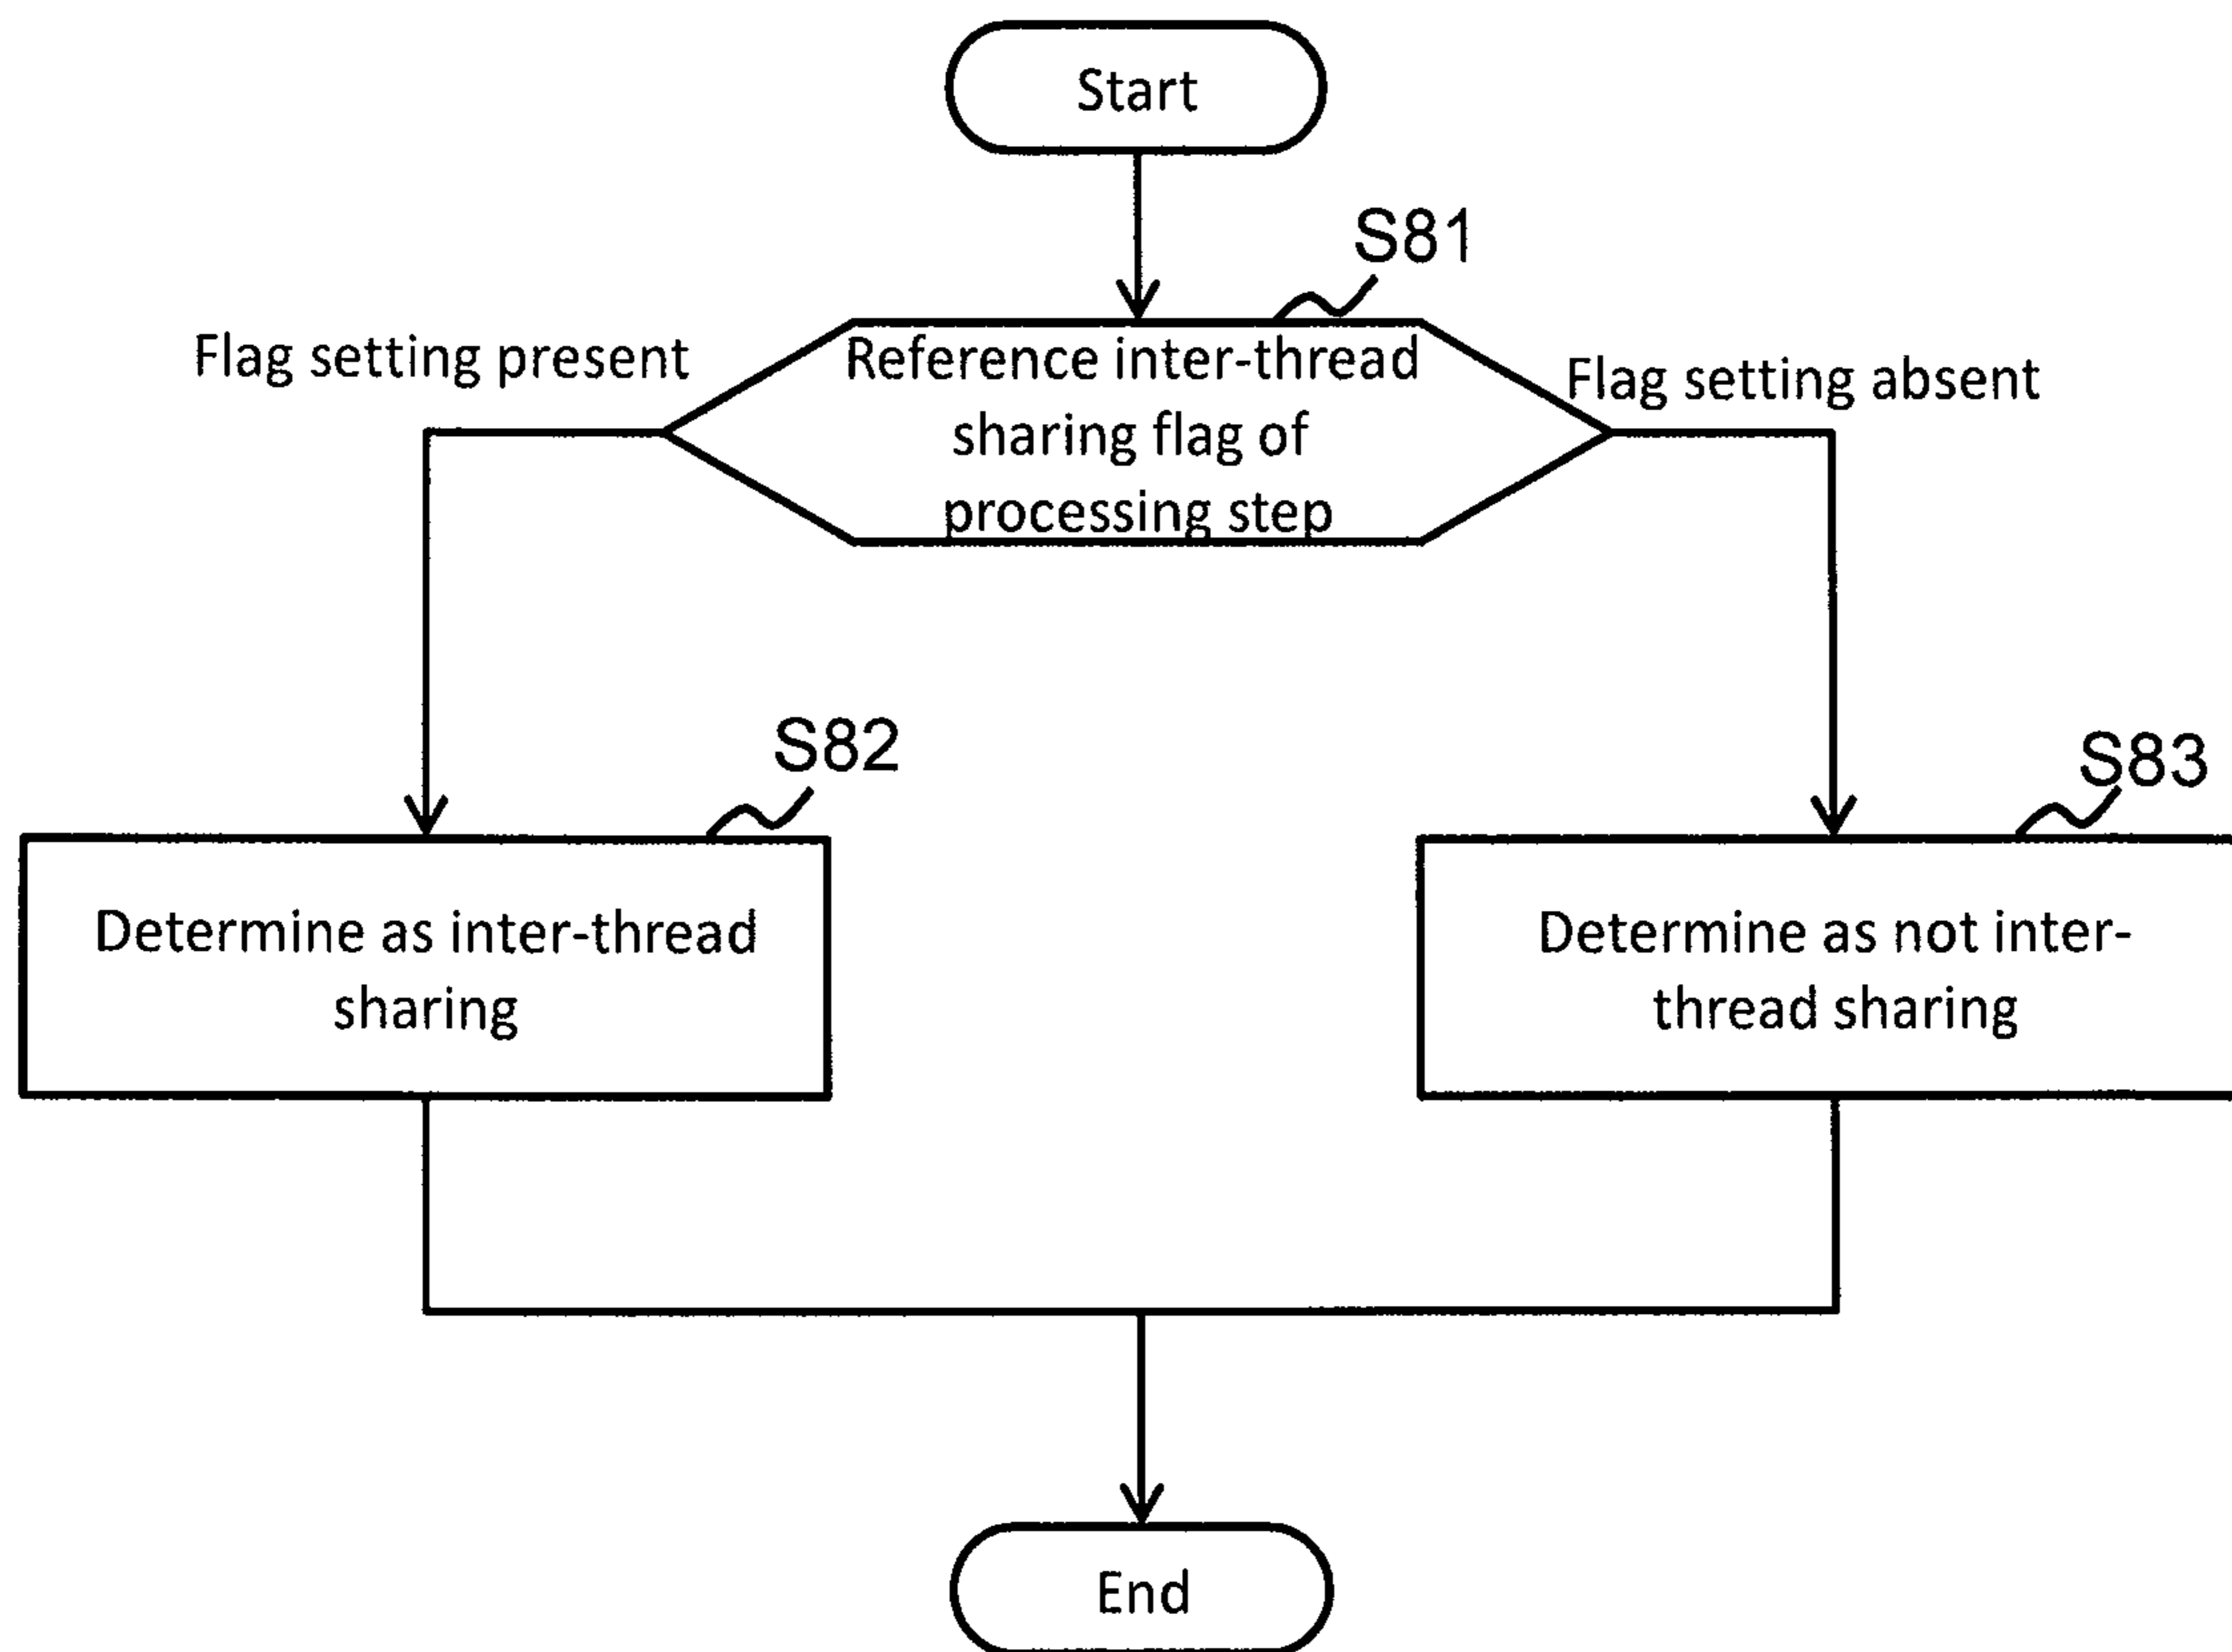 Start
S81
Flag setting present
Reference inter-thread
sharing flag of
processing step
Flag setting absent
S82
S83
Determine as inter-thread
sharing
Determine as not inter-
thread sharing
End